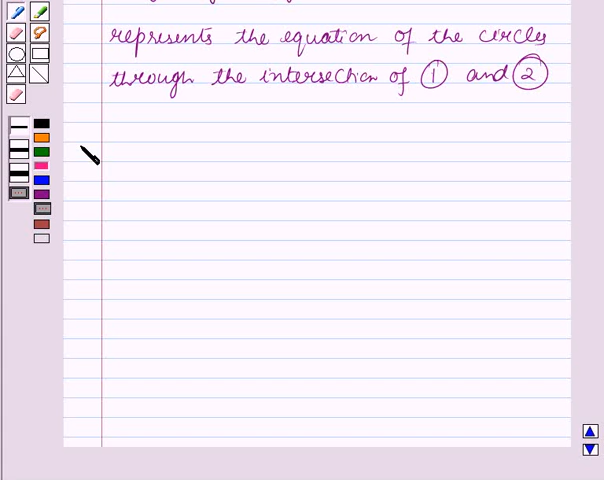 represents the equation of the circles
through the intersection of ① and ②